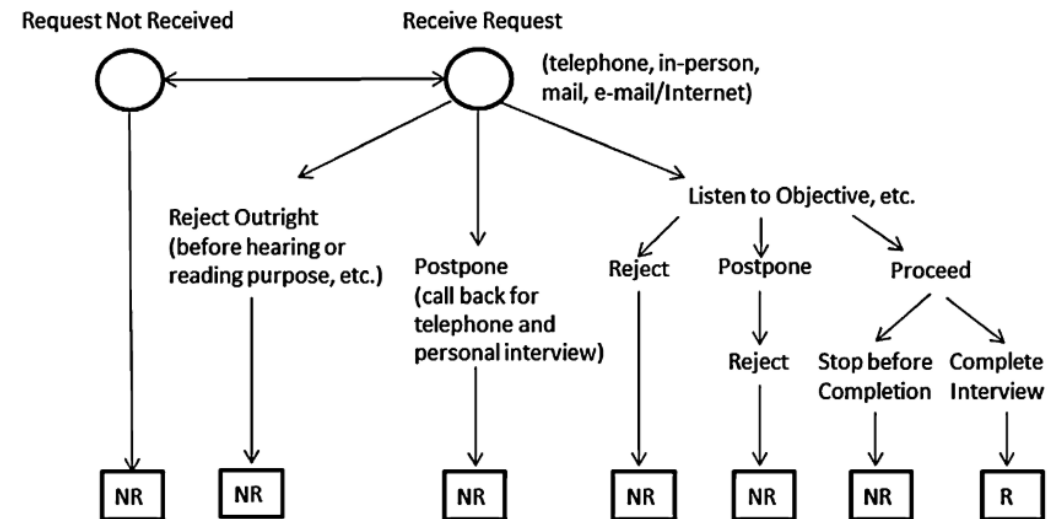 Request Not Received
Receive Request
(telephone, in-person,
mail, e-mail/Internet)
Reject Outright
(before hearing or
reading purpose, etc.)
Postpone
(call back for
telephone and
personal interview)
Listen to Objective, etc.
Reject
Postpone
Proceed
Reject
Stop before
Completion
Complete
Interview
NR
NR
NR
NR
NR
NR
R